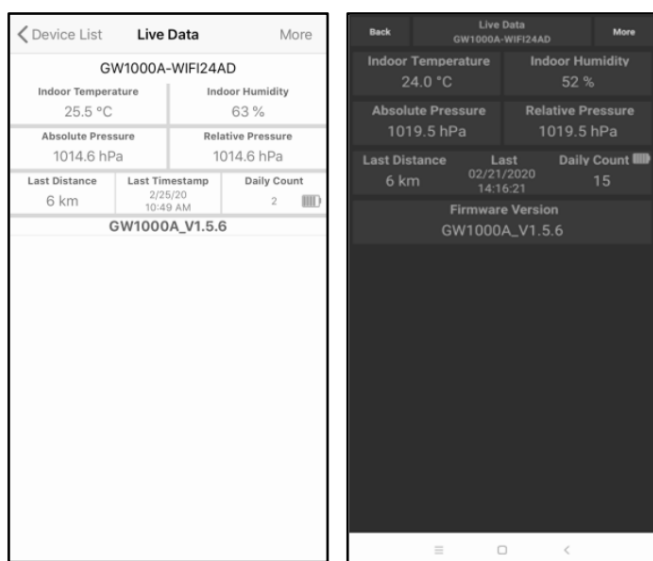 Device List Live Data More
GW1000A-WIFI24AD
Indoor Temperature Indoor Humidity
25.5 °C 63 %
Absolute Pressure Relative Pressure
1014.6 hPa 1014.6 hPa
Last Distance Last Timestamp Daily Count
6 km 2/25/20 10:49 AM 2
GW1000A_V1.5.6
Back Live Data More
GW1000A-WIFI24AD
Indoor Temperature Indoor Humidity
24.0 °C 52 %
Absolute Pressure Relative Pressure
1019.5 hPa 1019.5 hPa
Last Distance Last Daily Count
6 km 02/21/2020 14:16:21 15
Firmware Version
GW1000A_V1.5.6